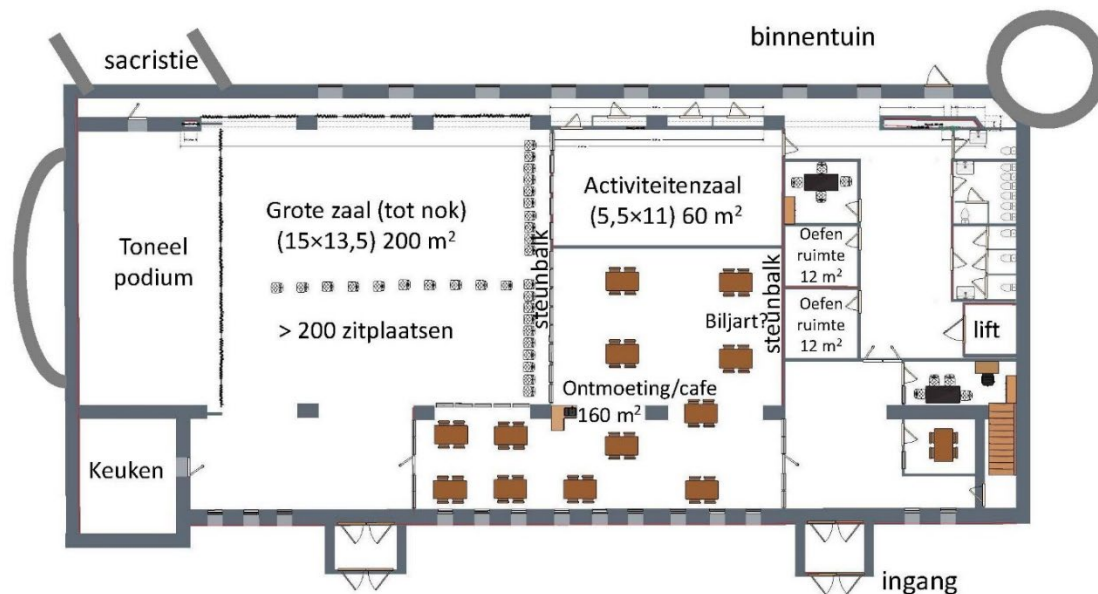 sacristie
binnentuin
Toneel
podium
Grote zaal (tot nok)
(15×13,5) 200 m²
> 200 zitplaatsen
steunbalk
Activiteitenzaal
(5,5×11) 60 m²
steunbalk
Oefen
ruimte
12 m²
Oefen
ruimte
12 m²
Biljart?
lift
Ontmoeting/cafe
160 m²
Keuken
ingang